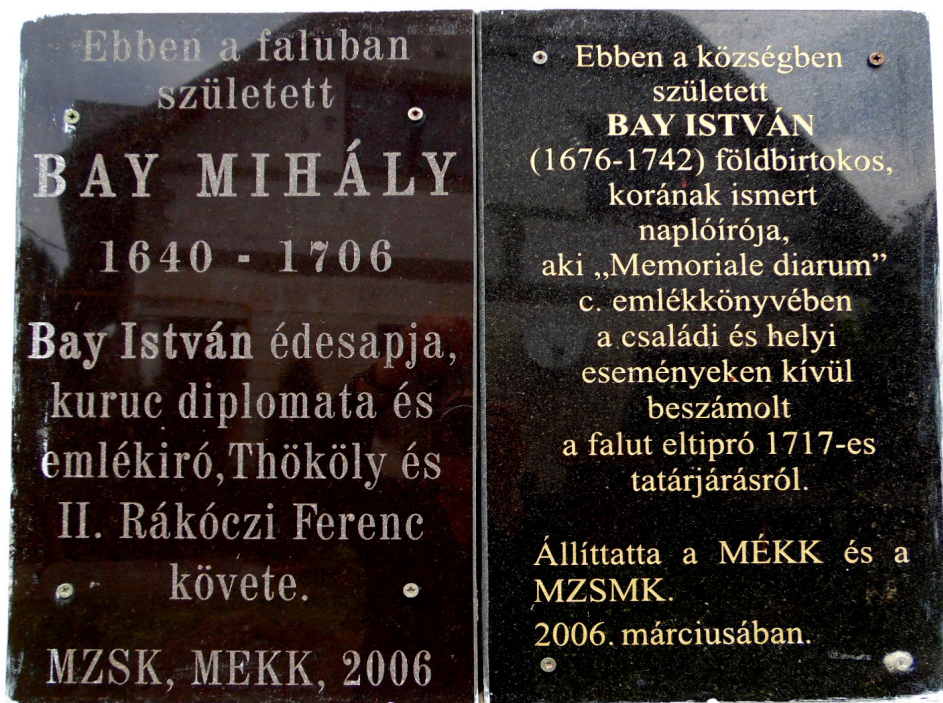 Ebben a faluban
született
BAY MIHÁLY
1640 - 1706
Bay István édesapja,
kuruc diplomata és
emlékiró, Thököly és
II. Rákóczi Ferenc
követe.
MZSK, MEKK, 2006
Ebben a községben
született
BAY ISTVÁN
(1676-1742) földbirtokos,
korának ismert
naplóírója,
aki „Memoriale diarum”
c. emlékkönyvében
a családi és helyi
eseményeken kívül
beszámolt
a falut eltipró 1717-es
tatárjárásról.
Állíttatta a MÉKK és a
MZSMK.
2006. márciusában.